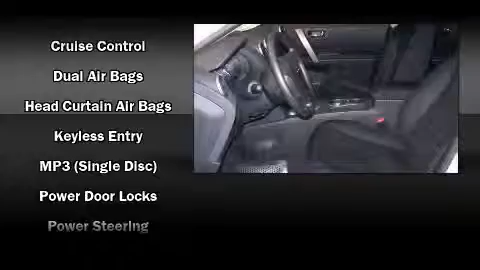 Cruise Control
Dual Air Bags
Head Curtain Air Bags
Keyless Entry
MP3 (Single Disc)
Power Door Locks
Power Steering